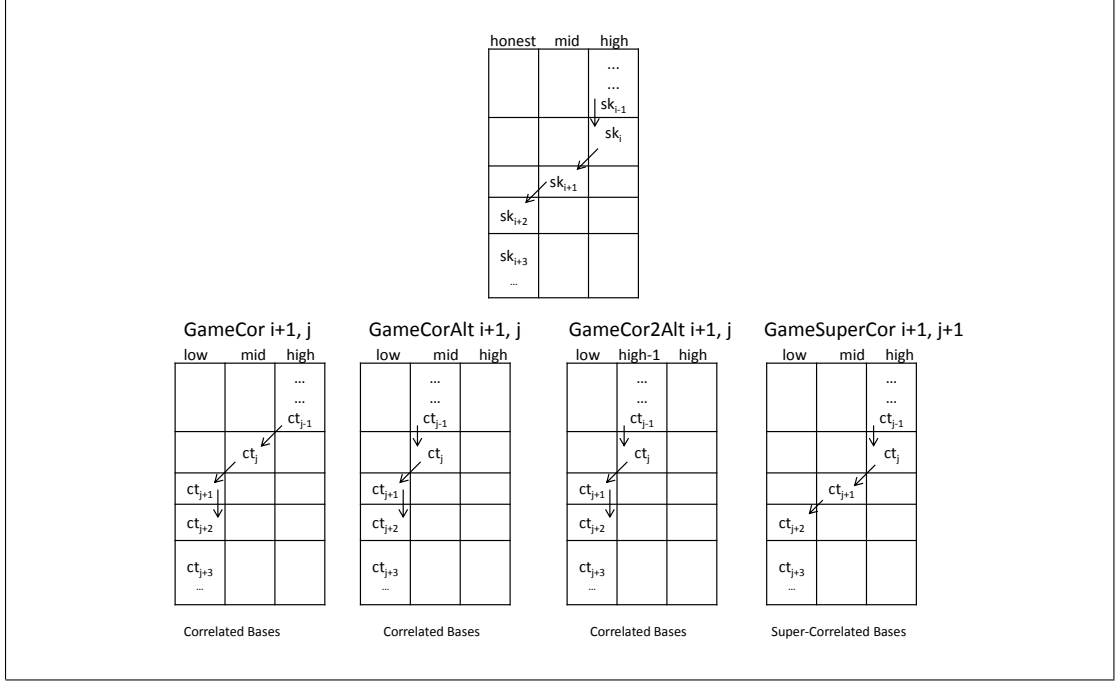 honest mid high
...
...
sk_{i-1}
sk_i
sk_{i+1}
sk_{i+2}
sk_{i+3}
...
GameCor i+1, j
low mid high
...
...
ct_{j-1}
ct_j
ct_{j+1}
ct_{j+2}
ct_{j+3}
...
Correlated Bases
GameCorAlt i+1, j
low mid high
...
...
ct_{j-1}
ct_j
ct_{j+1}
ct_{j+2}
ct_{j+3}
...
Correlated Bases
GameCor2Alt i+1, j
low high-1 high
...
...
ct_{j-1}
ct_j
ct_{j+1}
ct_{j+2}
ct_{j+3}
...
Correlated Bases
GameSuperCor i+1, j+1
low mid high
...
...
ct_{j-1}
ct_j
ct_{j+1}
ct_{j+2}
ct_{j+3}
...
Super-Correlated Bases